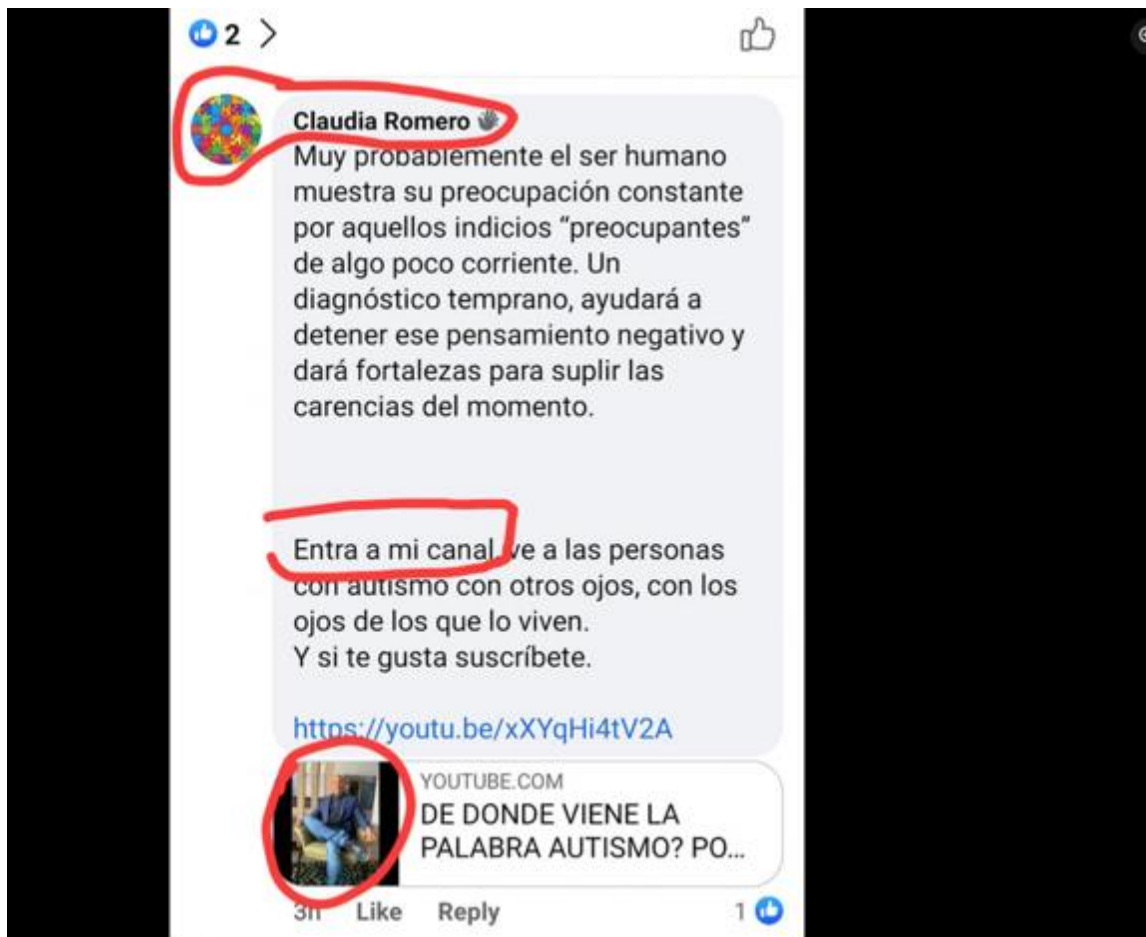 2 >
Claudia Romero
Muy probablemente el ser humano
muestra su preocupación constante
por aquellos indicios “preocupantes”
de algo poco corriente. Un
diagnóstico temprano, ayudará a
detener ese pensamiento negativo y
dará fortalezas para suplir las
carencias del momento.
Entra a mi canal, ve a las personas
con autismo con otros ojos, con los
ojos de los que lo viven.
Y si te gusta suscríbete.
https://youtu.be/xXYqHi4tV2A
YOUTUBE.COM
DE DONDE VIENE LA
PALABRA AUTISMO? PO...
3h Like Reply 1